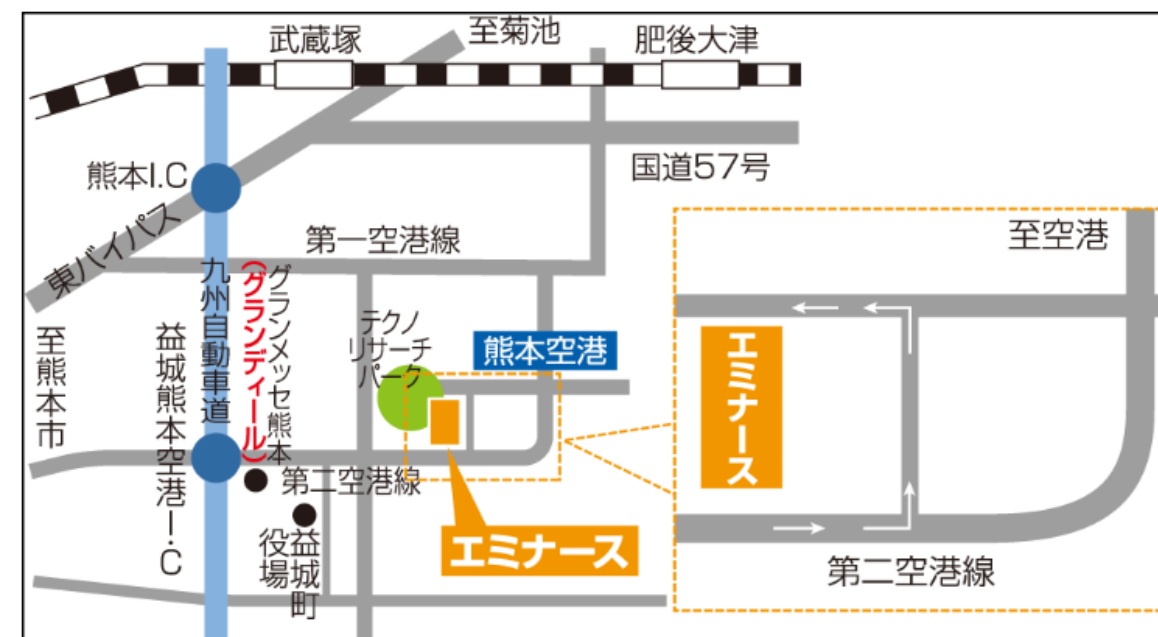 武蔵塚
至菊池
肥後大津
熊本I.C
国道57号
東バイパス
第一空港線
至空港
九州自動車道
グランメッセ熊本
(グランディール)
テクノ
リサーチ
パーク
熊本空港
至熊本市
益城熊本空港I・C
エミナース
第二空港線
益城町
役場
エミナース
第二空港線